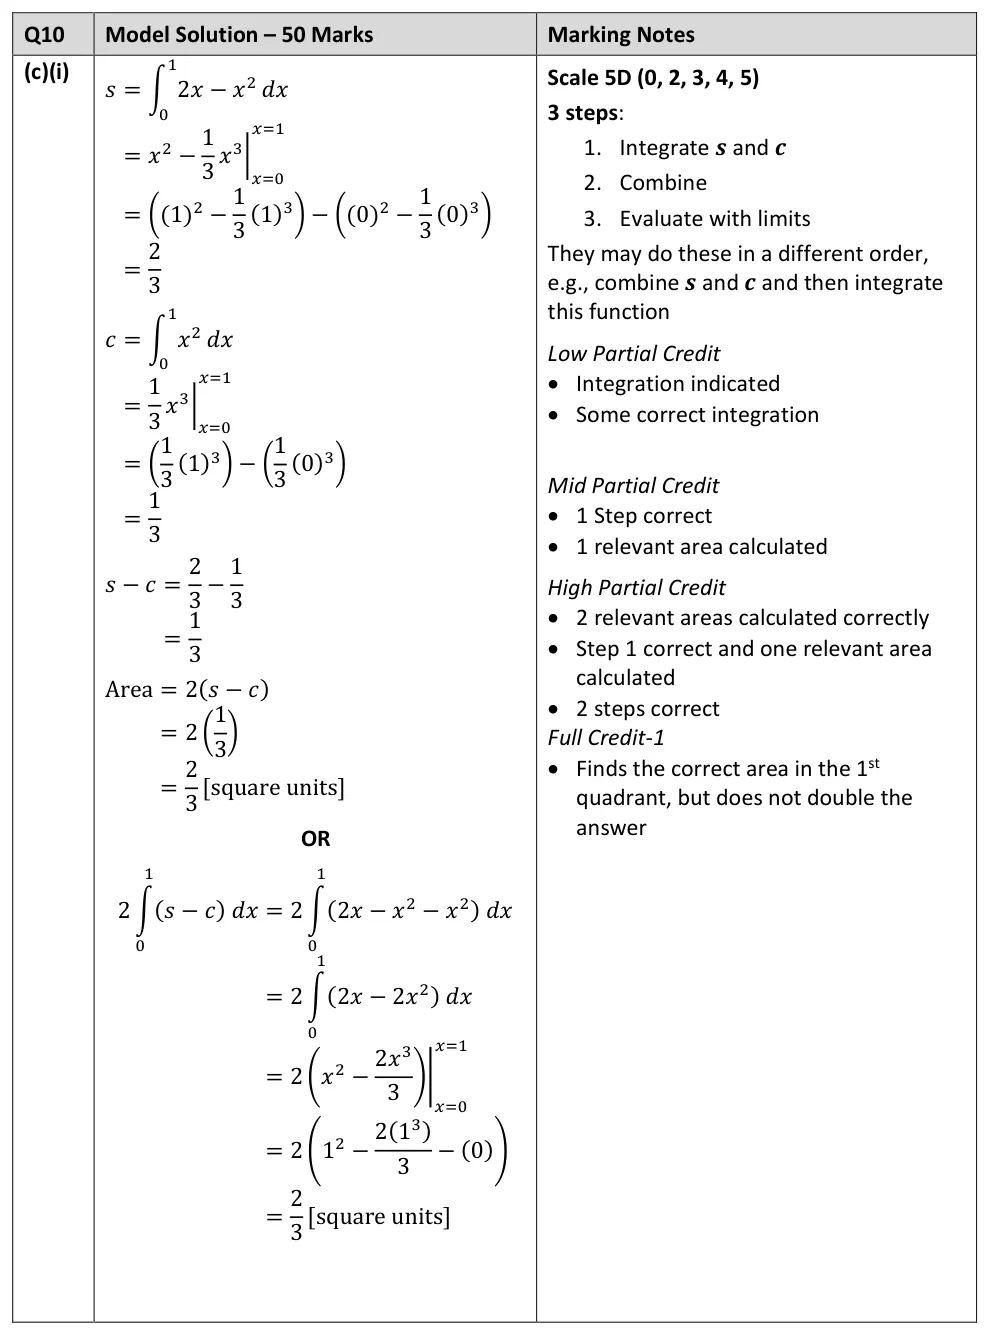 Q10 Model Solution – 50 Marks Marking Notes
(c)(i)
s = ∫₀¹ 2x − x² dx
= x² − 1/3 x³ |ₓ₌₀ˣ⁼¹
= ((1)² − 1/3 (1)³) − ((0)² − 1/3 (0)³)
= 2/3
c = ∫₀¹ x² dx
= 1/3 x³ |ₓ₌₀ˣ⁼¹
= (1/3 (1)³) − (1/3 (0)³)
= 1/3
s − c = 2/3 − 1/3
= 1/3
Area = 2(s − c)
= 2 (1/3)
= 2/3 [square units]
OR
2 ∫₀¹ (s − c) dx = 2 ∫₀¹ (2x − x² − x²) dx
= 2 ∫₀¹ (2x − 2x²) dx
= 2 (x² − 2x³/3) |ₓ₌₀ˣ⁼¹
= 2 (1² − 2(1³)/3 − (0))
= 2/3 [square units]
Scale 5D (0, 2, 3, 4, 5)
3 steps:
1. Integrate s and c
2. Combine
3. Evaluate with limits
They may do these in a different order,
e.g., combine s and c and then integrate
this function
Low Partial Credit
• Integration indicated
• Some correct integration
Mid Partial Credit
• 1 Step correct
• 1 relevant area calculated
High Partial Credit
• 2 relevant areas calculated correctly
• Step 1 correct and one relevant area
calculated
• 2 steps correct
Full Credit-1
• Finds the correct area in the 1st
quadrant, but does not double the
answer